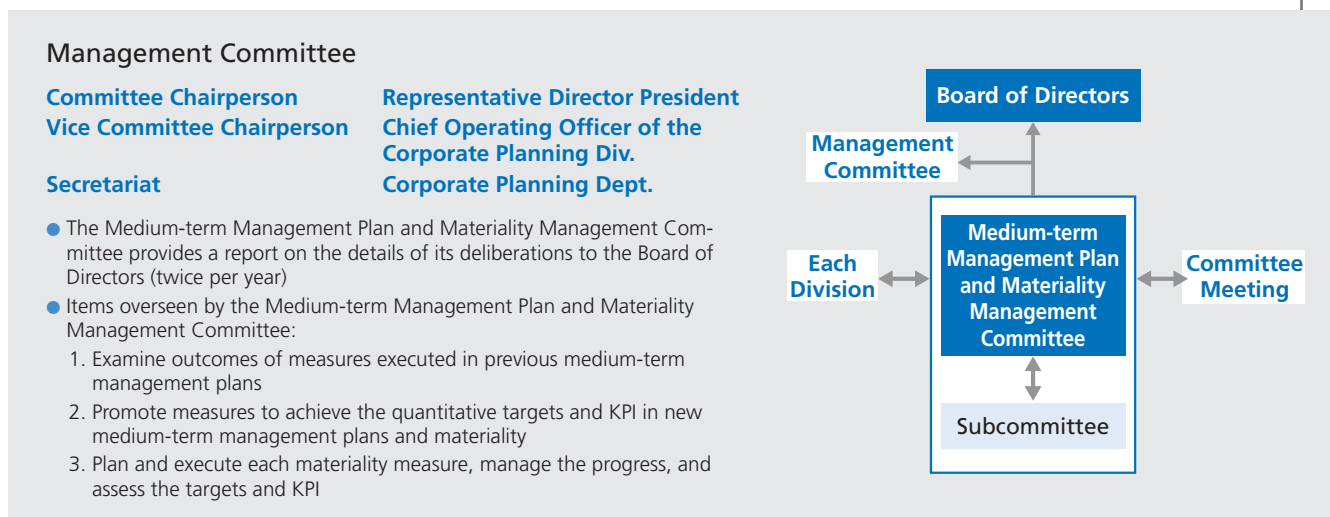 Management Committee
Committee Chairperson Representative Director President
Vice Committee Chairperson Chief Operating Officer of the
Corporate Planning Div.
Secretariat Corporate Planning Dept.
● The Medium-term Management Plan and Materiality Management Com-
mittee provides a report on the details of its deliberations to the Board of
Directors (twice per year)
● Items overseen by the Medium-term Management Plan and Materiality
Management Committee:
1. Examine outcomes of measures executed in previous medium-term
management plans
2. Promote measures to achieve the quantitative targets and KPI in new
medium-term management plans and materiality
3. Plan and execute each materiality measure, manage the progress, and
assess the targets and KPI
Board of Directors
Management
Committee
Medium-term
Management Plan
and Materiality
Management
Committee
Each
Division
Committee
Meeting
Subcommittee